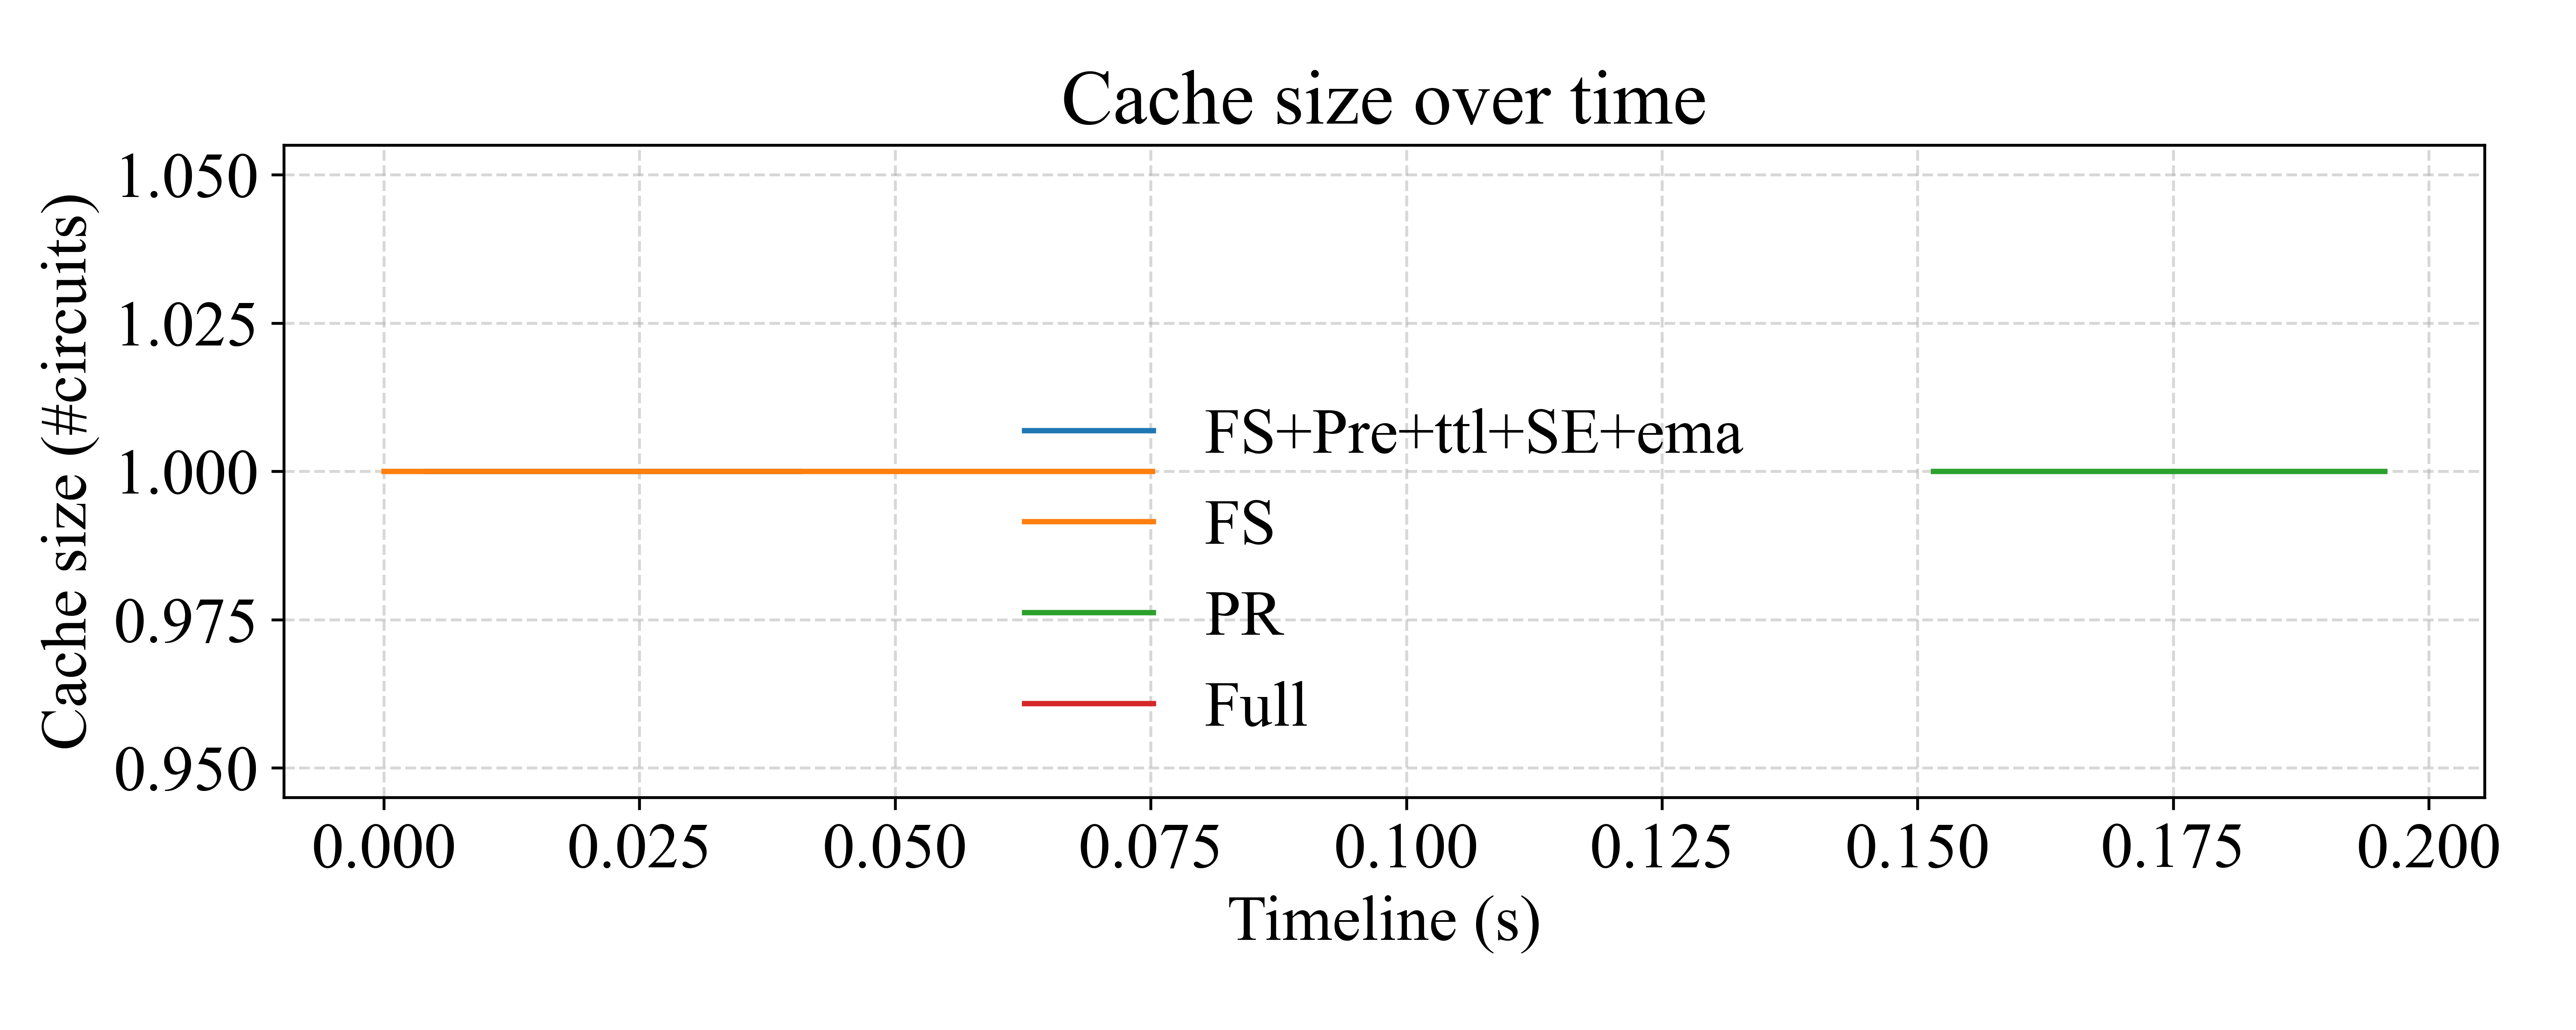 Cache size over time
Cache size (#circuits)
1.050
1.025
1.000
0.975
0.950
FS+Pre+ttl+SE+ema
FS
PR
Full
0.000 0.025 0.050 0.075 0.100 0.125 0.150 0.175 0.200
Timeline (s)